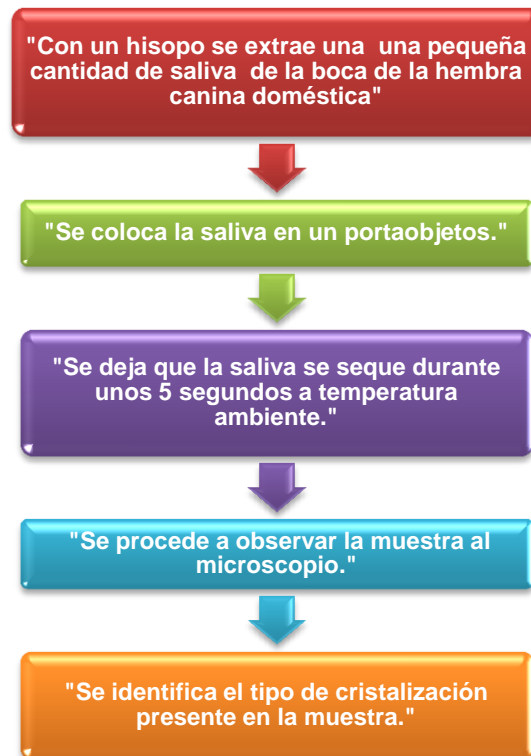 "Con un hisopo se extrae una una pequeña
cantidad de saliva de la boca de la hembra
canina doméstica"
"Se coloca la saliva en un portaobjetos."
"Se deja que la saliva se seque durante
unos 5 segundos a temperatura
ambiente."
"Se procede a observar la muestra al
microscopio."
"Se identifica el tipo de cristalización
presente en la muestra."